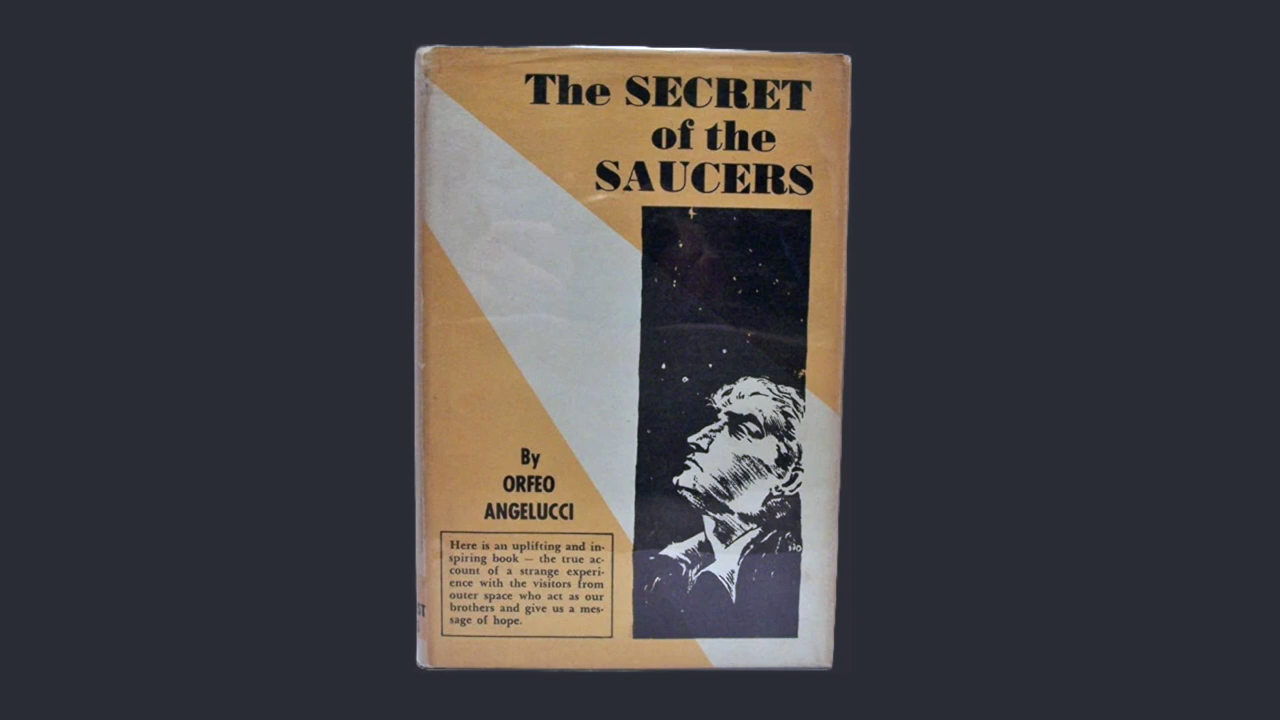 The SECRET
of the
SAUCERS
By
ORFEO
ANGELUCCI
Here is an uplifting and in-
spiring book — the true ac-
count of a strange experi-
ence with the visitors from
outer space who act as our
brothers and give us a mes-
sage of hope.